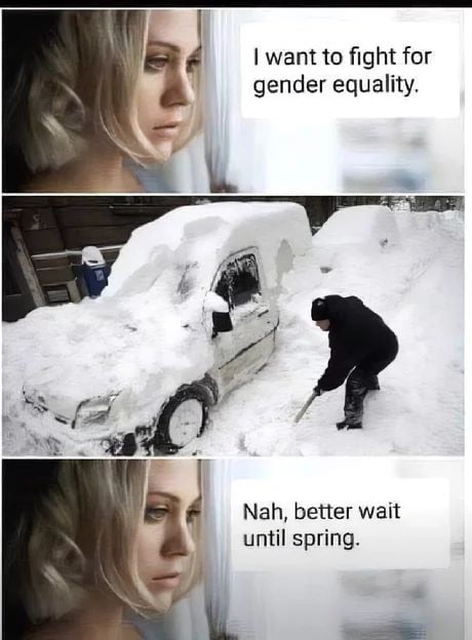 I want to fight for
gender equality.
Nah, better wait
until spring.